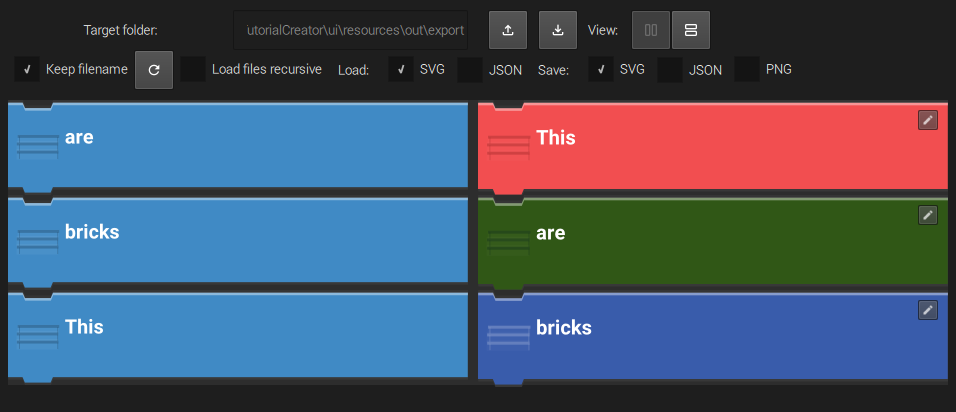 Target folder:
utorialCreator\ui\resources\out\export
View:
Keep filename
Load files recursive
Load:
SVG
JSON
Save:
SVG
JSON
PNG
are
This
bricks
are
This
bricks